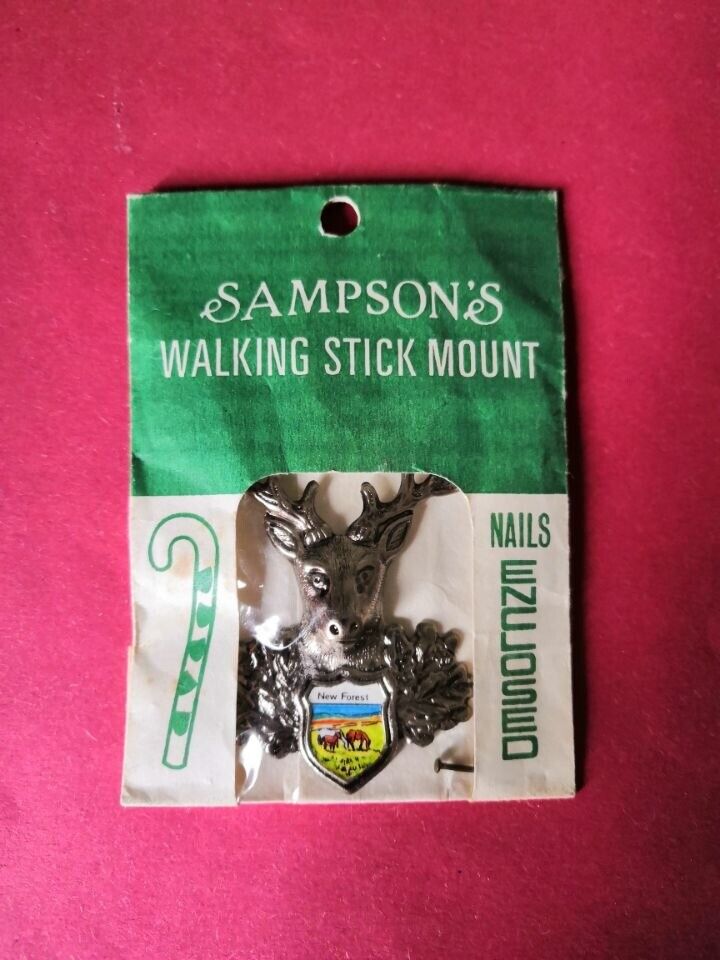 SAMPSON'S
WALKING STICK MOUNT
NAILS
ENCLOSED
New Forest